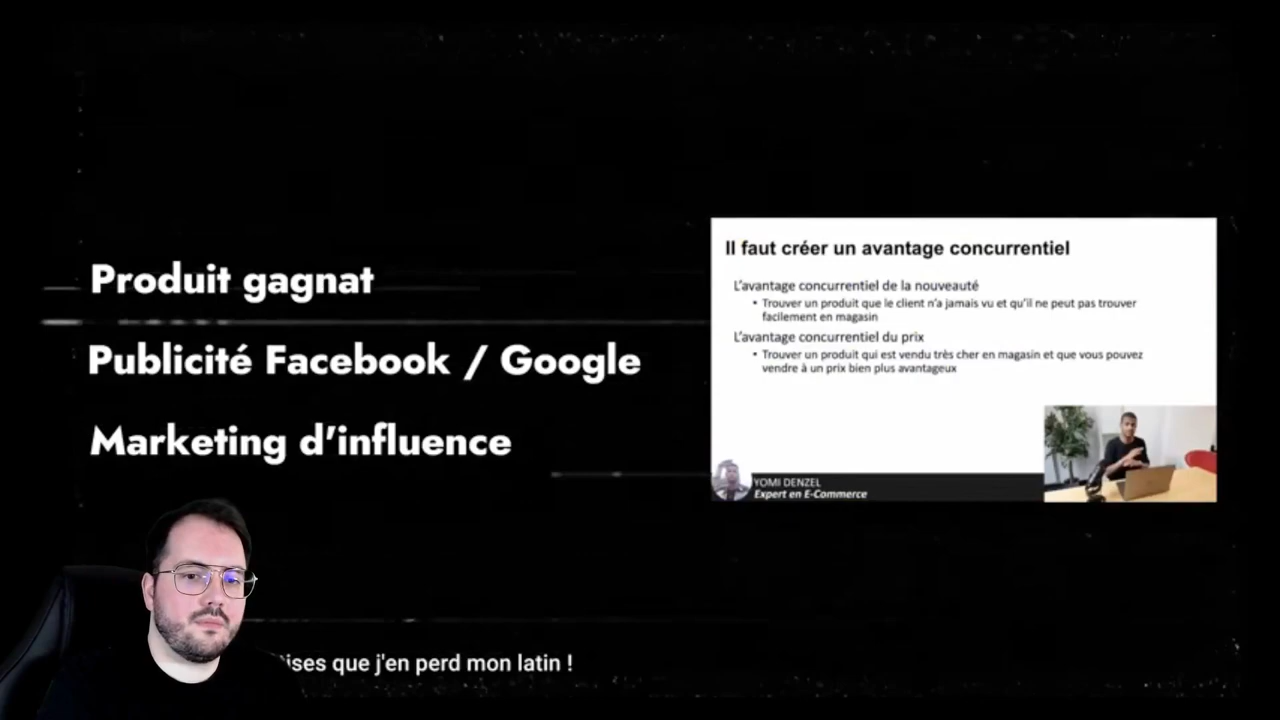 Produit gagnat
Publicité Facebook / Google
Marketing d'influence
Il faut créer un avantage concurrentiel
L'avantage concurrentiel de la nouveauté
• Trouver un produit que le client n'a jamais vu et qu'il ne peut pas trouver
facilement en magasin
L'avantage concurrentiel du prix
• Trouver un produit qui est vendu très cher en magasin et que vous pouvez
vendre à un prix bien plus avantageux
YOMI DENZEL
Expert en E-Commerce
que j'en perd mon latin !